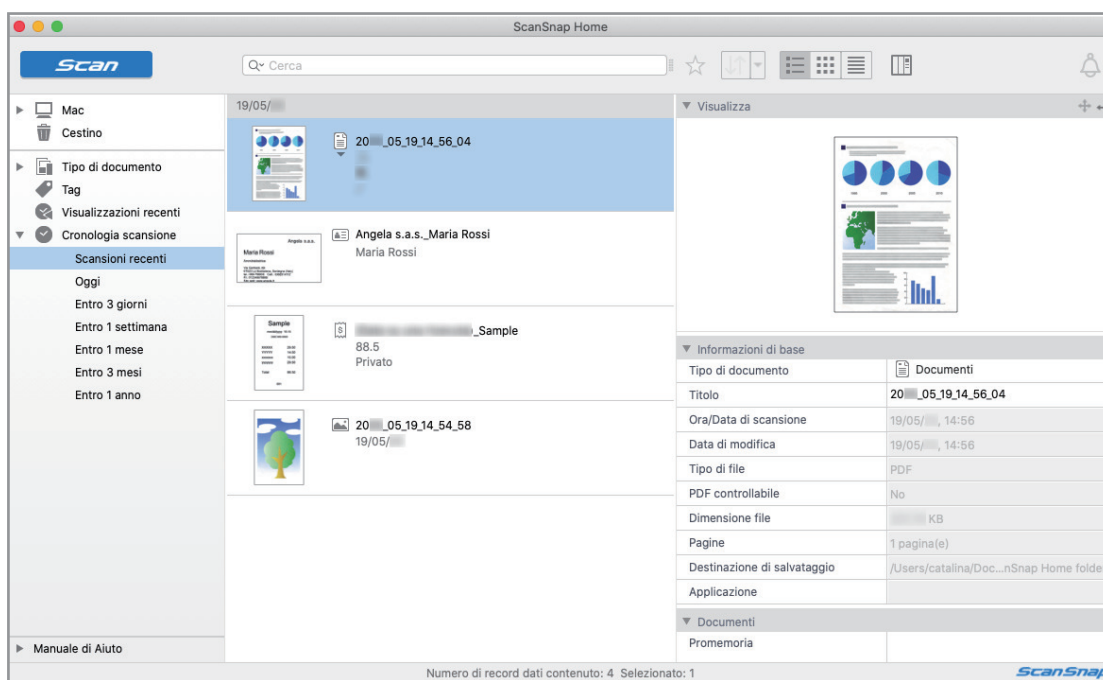 ScanSnap Home
Scan
Cerca
Mac
Cestino
Tipo di documento
Tag
Visualizzazioni recenti
Cronologia scansione
Scansioni recenti
Oggi
Entro 3 giorni
Entro 1 settimana
Entro 1 mese
Entro 3 mesi
Entro 1 anno
Manuale di Aiuto
19/05/
20 _05_19_14_56_04
Angela s.a.s.
Maria Rossi
Angela s.a.s._Maria Rossi
Maria Rossi
Sample
_Sample
88.5
Privato
20 _05_19_14_54_58
19/05/
Visualizza
Informazioni di base
Tipo di documento Documenti
Titolo 20 _05_19_14_56_04
Ora/Data di scansione 19/05/ , 14:56
Data di modifica 19/05/ , 14:56
Tipo di file PDF
PDF controllabile No
Dimensione file KB
Pagine 1 pagina(e)
Destinazione di salvataggio /Users/catalina/Doc...nSnap Home folde
Applicazione
Documenti
Promemoria
Numero di record dati contenuto: 4 Selezionato: 1
ScanSnap